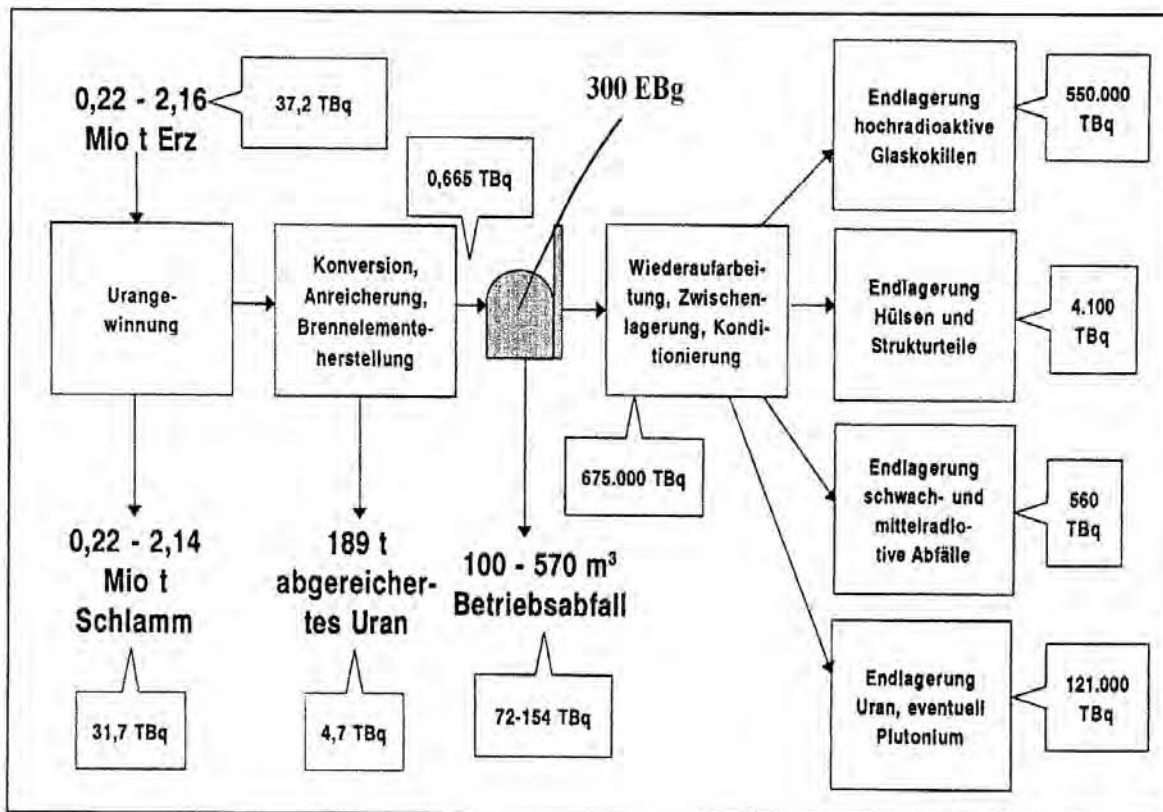 0,22 - 2,16
Mio t Erz
37,2 TBq
300 EBg
0,665 TBq
Urange-
winnung
Konversion,
Anreicherung,
Brennelemente-
herstellung
Wiederaufarbei-
tung, Zwischen-
lagerung, Kondi-
tionierung
675.000 TBq
0,22 - 2,14
Mio t
Schlamm
31,7 TBq
189 t
abgereicher-
tes Uran
4,7 TBq
100 - 570 m³
Betriebsabfall
72-154 TBq
Endlagerung
hochradioaktive
Glaskokillen
550.000
TBq
Endlagerung
Hülsen und
Strukturteile
4.100
TBq
Endlagerung
schwach- und
mittelradio-
tive Abfälle
560
TBq
Endlagerung
Uran, eventuell
Plutonium
121.000
TBq